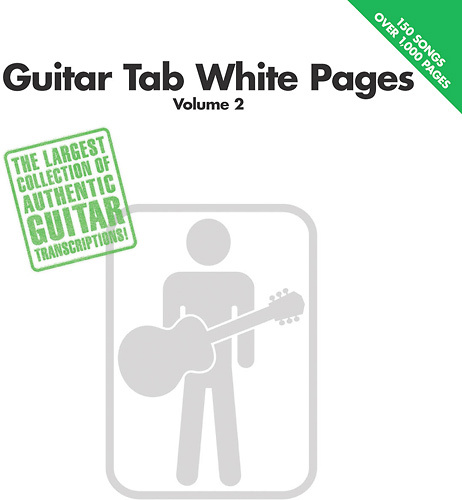 150 SONGS
OVER 1,000 PAGES
Guitar Tab White Pages
Volume 2
THE LARGEST
COLLECTION OF
AUTHENTIC
GUITAR
TRANSCRIPTIONS!